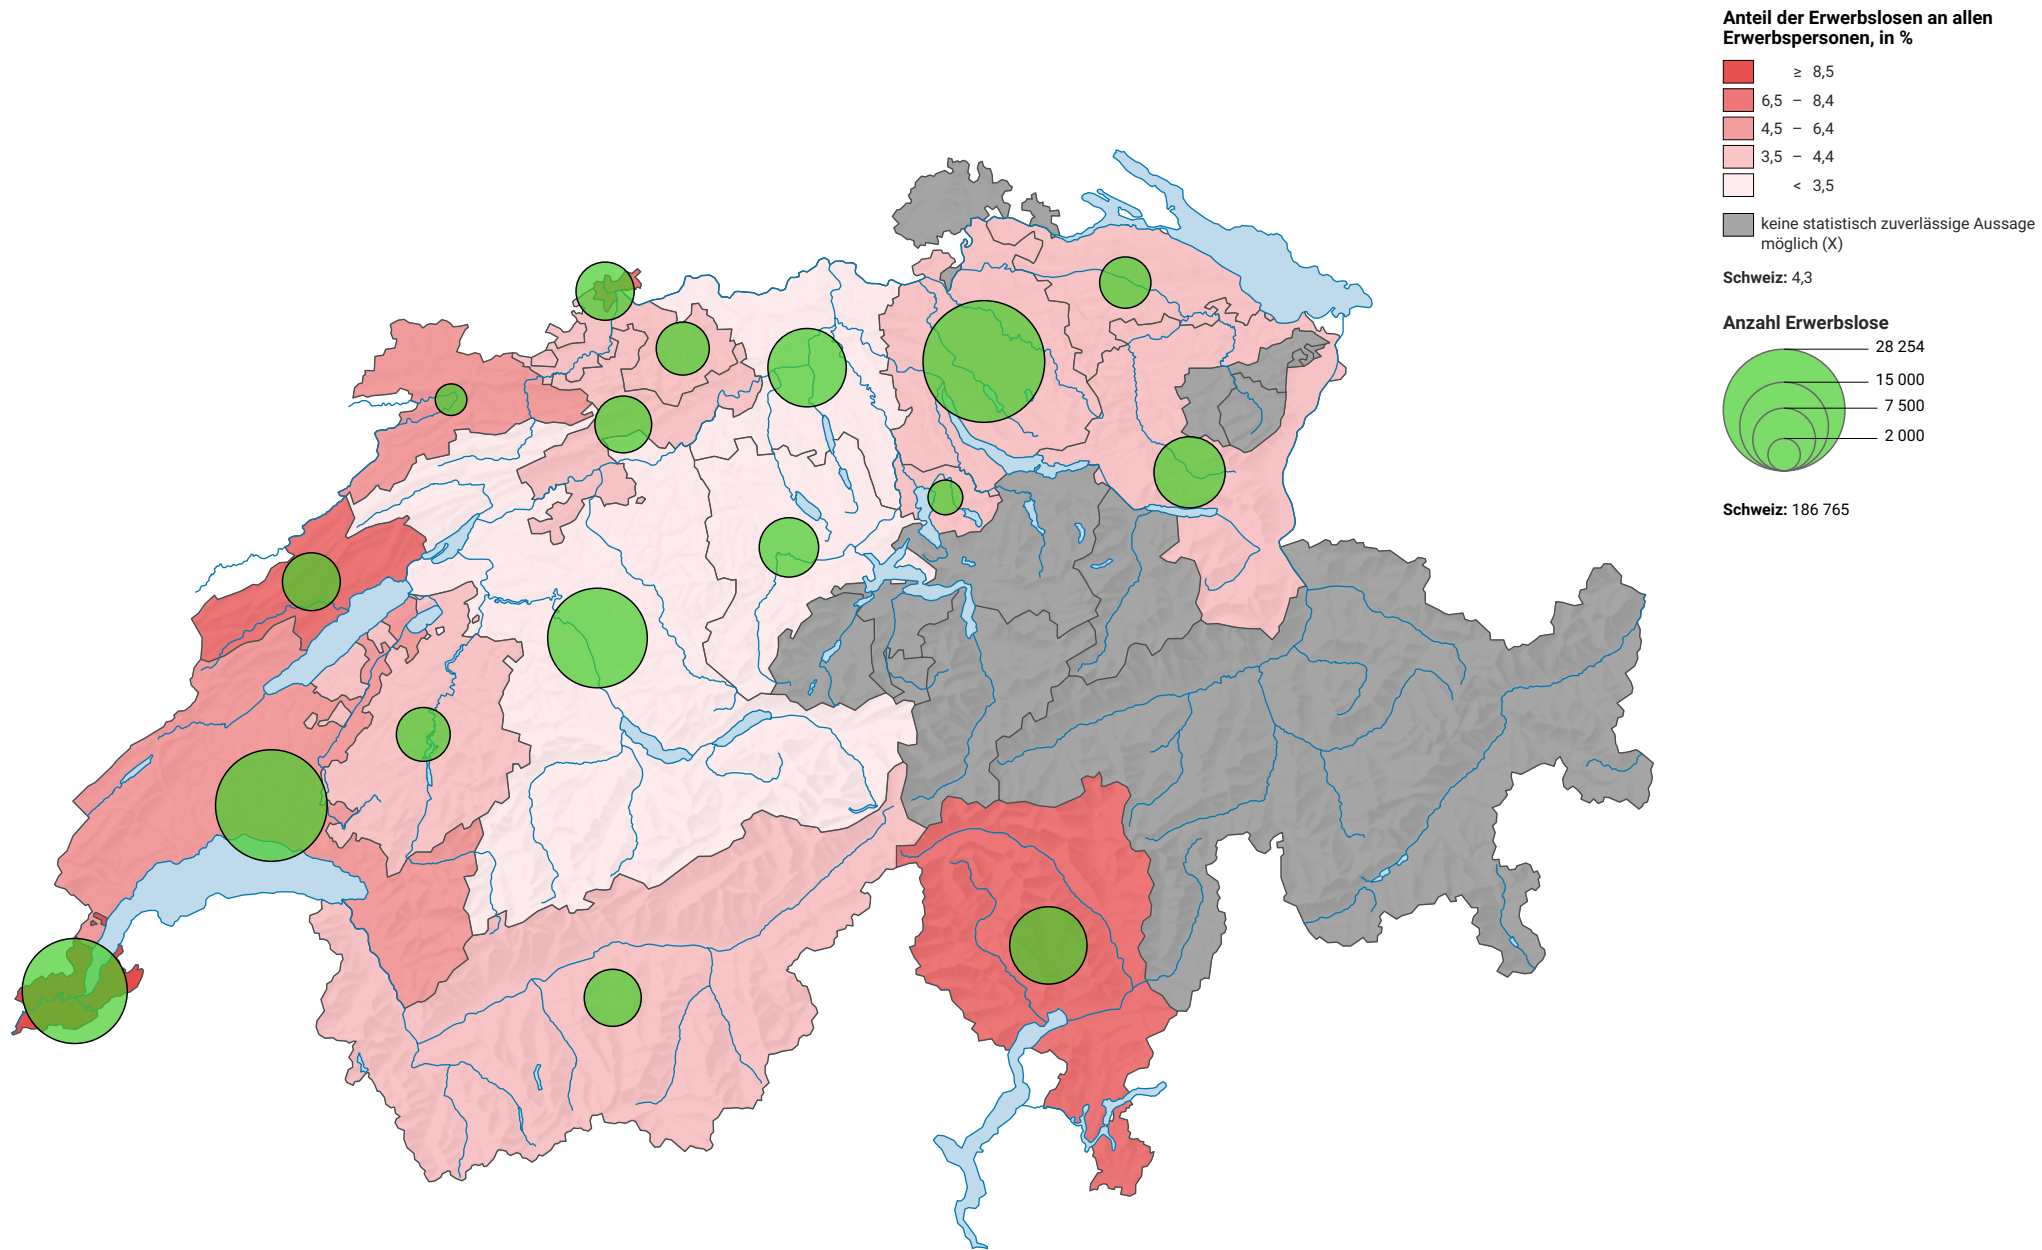 Anteil der Erwerbslosen an allen
Erwerbspersonen, in %
≥ 8,5
6,5 – 8,4
4,5 – 6,4
3,5 – 4,4
< 3,5
keine statistisch zuverlässige Aussage
möglich (X)
Schweiz: 4,3
Anzahl Erwerbslose
28 254
15 000
7 500
2 000
Schweiz: 186 765